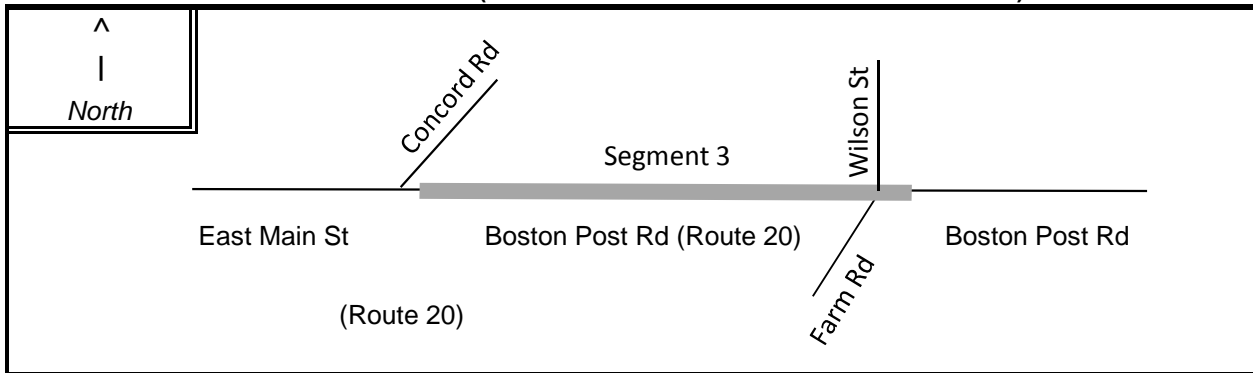 ^
|
North
Concord Rd
Wilson St
Segment 3
East Main St
Boston Post Rd (Route 20)
Boston Post Rd
Farm Rd
(Route 20)